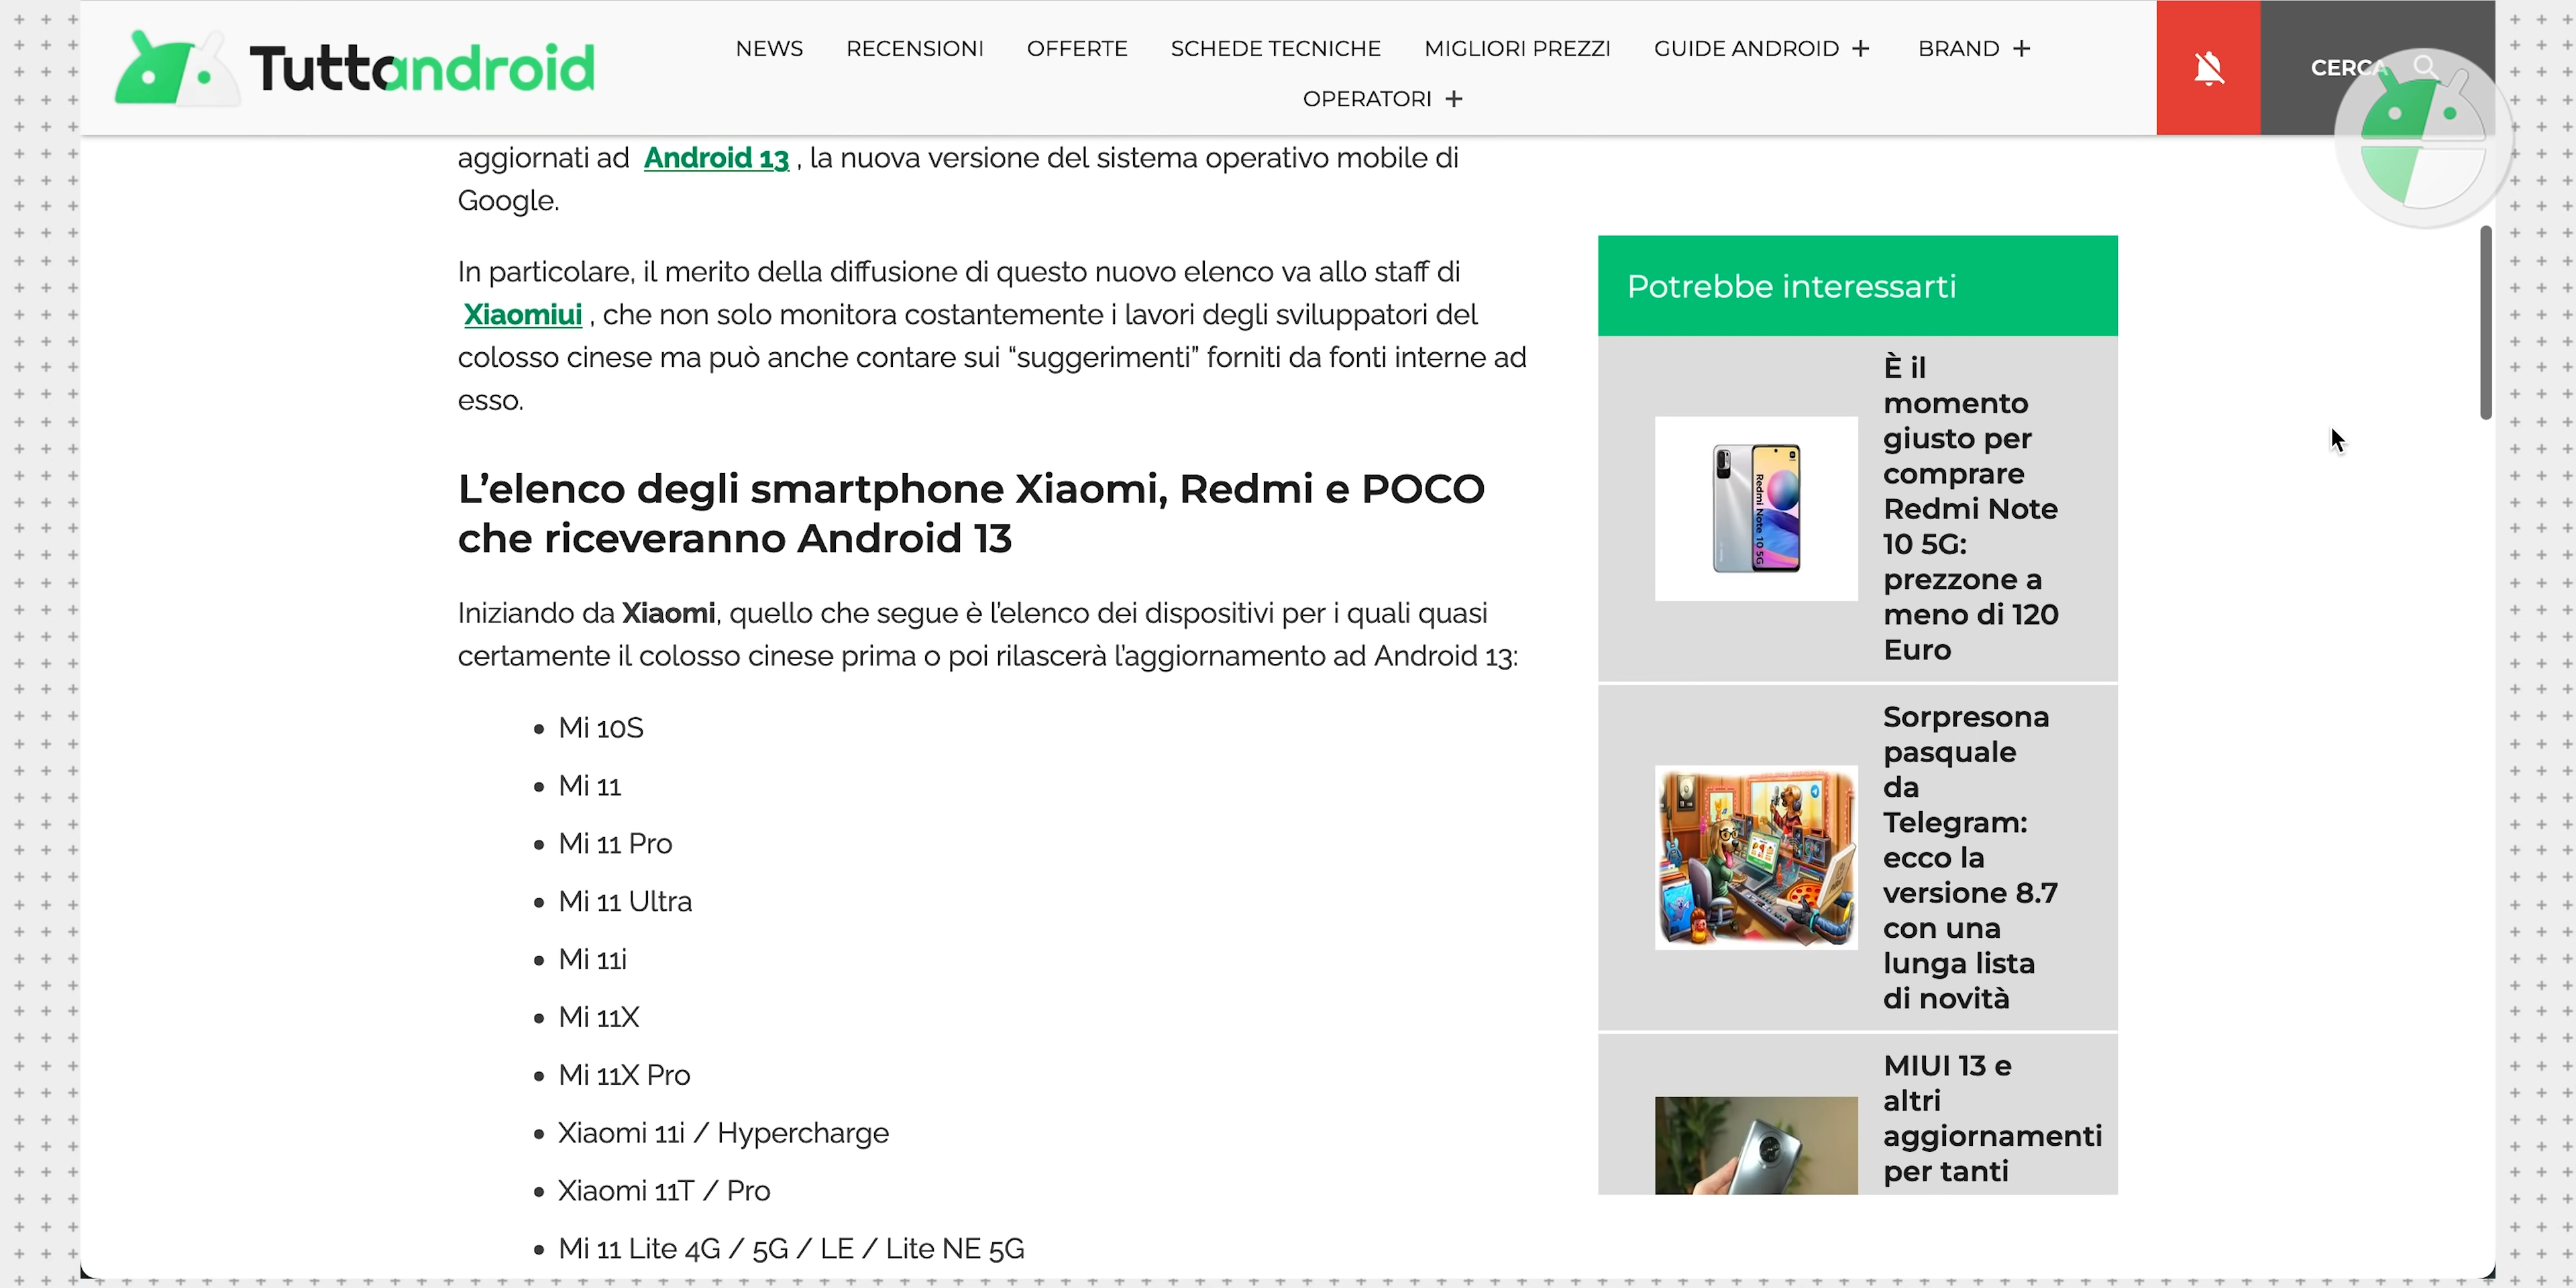 Tuttoandroid
NEWS
RECENSIONI
OFFERTE
SCHEDE TECNICHE
MIGLIORI PREZZI
GUIDE ANDROID +
BRAND +
OPERATORI +
CERCA
aggiornati ad Android 13 , la nuova versione del sistema operativo mobile di
Google.
In particolare, il merito della diffusione di questo nuovo elenco va allo staff di
Xiaomiui , che non solo monitora costantemente i lavori degli sviluppatori del
colosso cinese ma può anche contare sui “suggerimenti” forniti da fonti interne ad
esso.
L’elenco degli smartphone Xiaomi, Redmi e POCO
che riceveranno Android 13
Iniziando da Xiaomi, quello che segue è l’elenco dei dispositivi per i quali quasi
certamente il colosso cinese prima o poi rilascerà l’aggiornamento ad Android 13:
• Mi 10S
• Mi 11
• Mi 11 Pro
• Mi 11 Ultra
• Mi 11i
• Mi 11X
• Mi 11X Pro
• Xiaomi 11i / Hypercharge
• Xiaomi 11T / Pro
• Mi 11 Lite 4G / 5G / LE / Lite NE 5G
Potrebbe interessarti
Redmi Note 10 5G
È il
momento
giusto per
comprare
Redmi Note
10 5G:
prezzone a
meno di 120
Euro
Sorpresona
pasquale
da
Telegram:
ecco la
versione 8.7
con una
lunga lista
di novità
MIUI 13 e
altri
aggiornamenti
per tanti